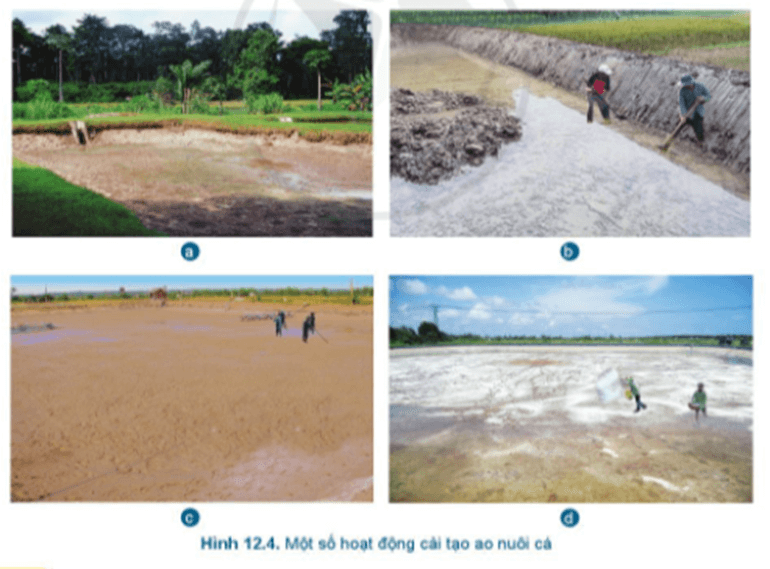 a
b
c
d
Hình 12.4. Một số hoạt động cải tạo ao nuôi cá